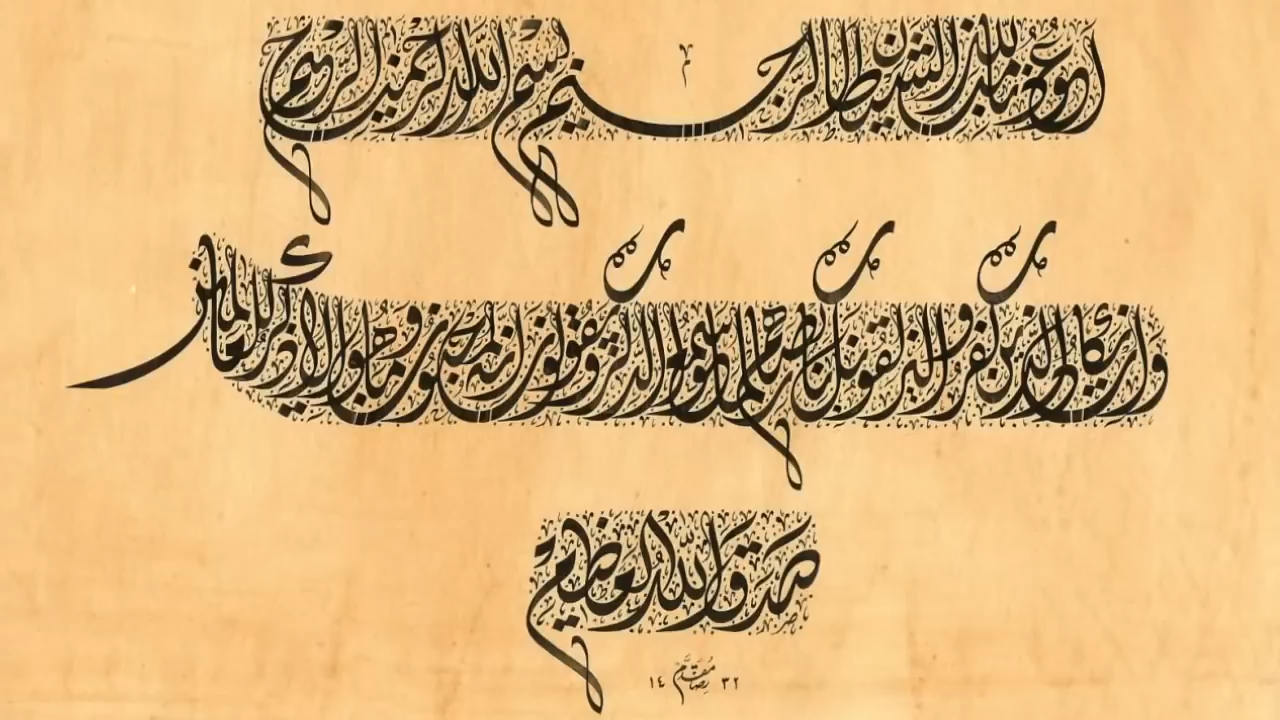 أعوذ بالله من الشيطان الرجيم بسم الله الرحمن الرحيم
وإن يكاد الذين كفروا ليزلقونك بأبصارهم لما سمعوا الذكر ويقولون إنه لمجنون وما هو إلا ذكر للعالمين
صدق الله العظيم
١٤٣٢